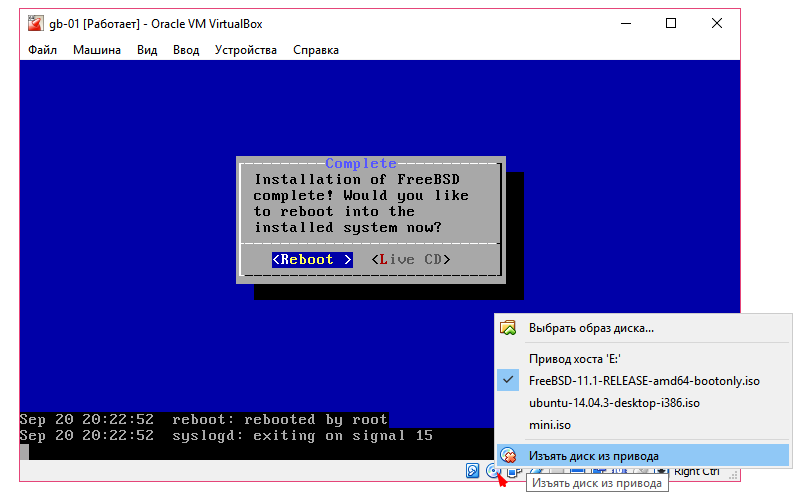 gb-01 [Работает] - Oracle VM VirtualBox
Файл Машина Вид Ввод Устройства Справка
Complete
Installation of FreeBSD
complete! Would you like
to reboot into the
installed system now?
<Reboot > <Live CD>
Sep 20 20:22:52 reboot: rebooted by root
Sep 20 20:22:52 syslogd: exiting on signal 15
Выбрать образ диска...
Привод хоста 'E:'
FreeBSD-11.1-RELEASE-amd64-bootonly.iso
ubuntu-14.04.3-desktop-i386.iso
mini.iso
Изъять диск из привода
Right Ctrl
Изъять диск из привода